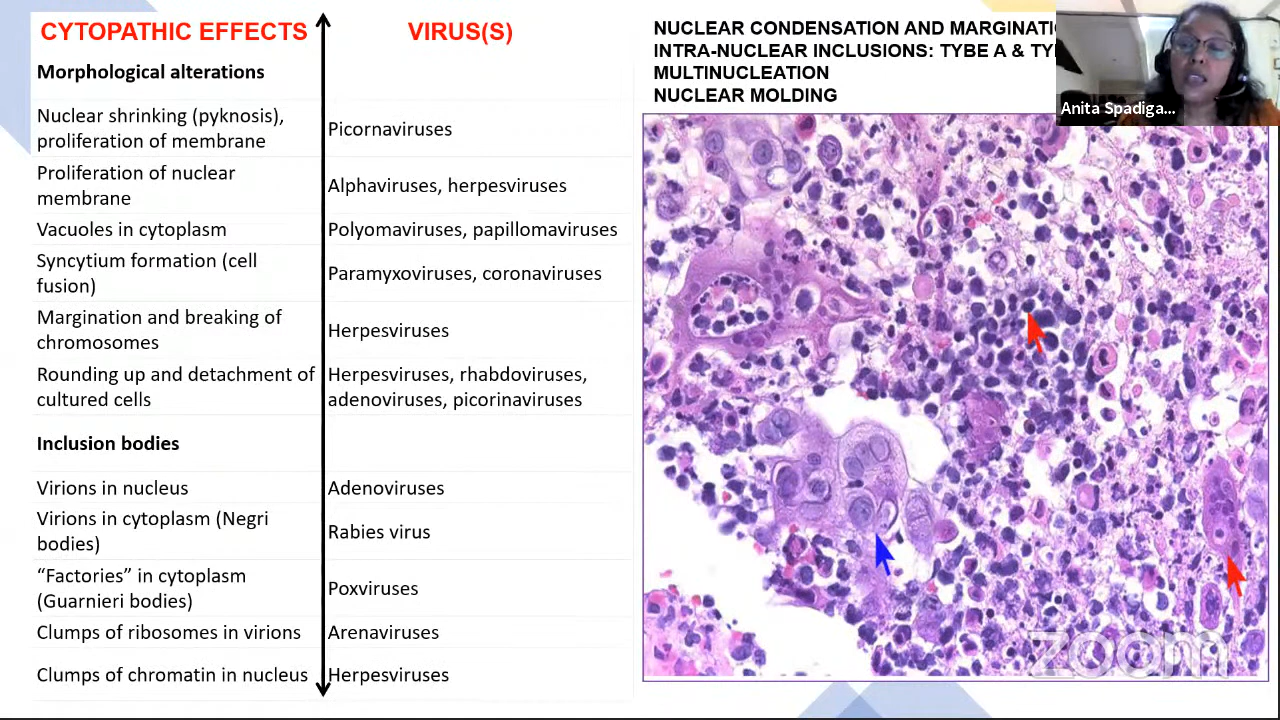 CYTOPATHIC EFFECTS
VIRUS(S)
Morphological alterations
Nuclear shrinking (pyknosis),
proliferation of membrane
Picornaviruses
Proliferation of nuclear
membrane
Alphaviruses, herpesviruses
Vacuoles in cytoplasm
Polyomaviruses, papillomaviruses
Syncytium formation (cell
fusion)
Paramyxoviruses, coronaviruses
Margination and breaking of
chromosomes
Herpesviruses
Rounding up and detachment of
cultured cells
Herpesviruses, rhabdoviruses,
adenoviruses, picorinaviruses
Inclusion bodies
Virions in nucleus
Adenoviruses
Virions in cytoplasm (Negri
bodies)
Rabies virus
“Factories” in cytoplasm
(Guarnieri bodies)
Poxviruses
Clumps of ribosomes in virions
Arenaviruses
Clumps of chromatin in nucleus
Herpesviruses
NUCLEAR CONDENSATION AND
INTRA-NUCLEAR INCLUSIONS: TYBE A &
MULTINUCLEATION
NUCLEAR MOLDING
Anita Spadiga...
zoom